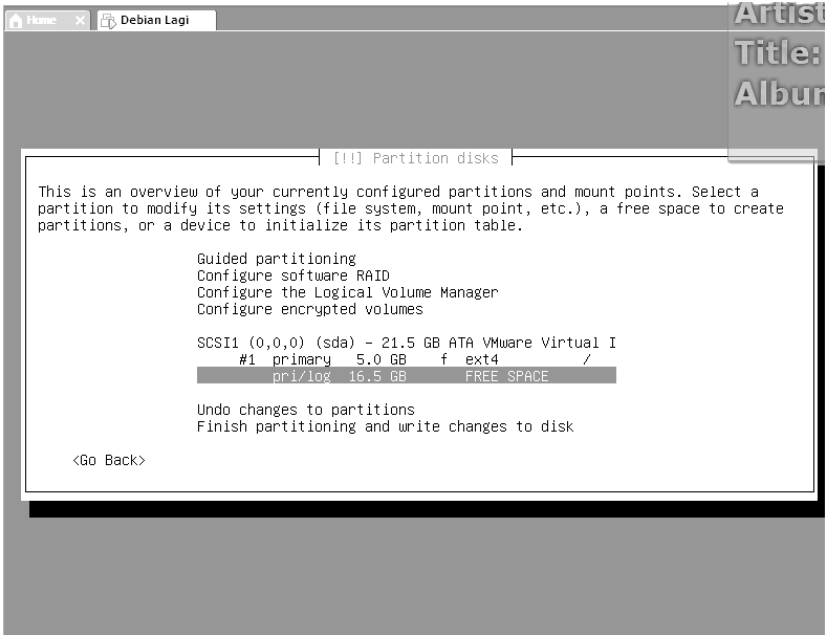 Home
Debian Lagi
Artist
Title:
[!!] Partition disks
This is an overview of your currently configured partitions and mount points. Select a
partition to modify its settings (file system, mount point, etc.), a free space to create
partitions, or a device to initialize its partition table.
Guided partitioning
Configure software RAID
Configure the Logical Volume Manager
Configure encrypted volumes
SCSI1 (0,0,0) (sda) - 21.5 GB ATA VMware Virtual I
#1 primary 5.0 GB f ext4 /
pri/log 16.5 GB FREE SPACE
Undo changes to partitions
Finish partitioning and write changes to disk
<Go Back>